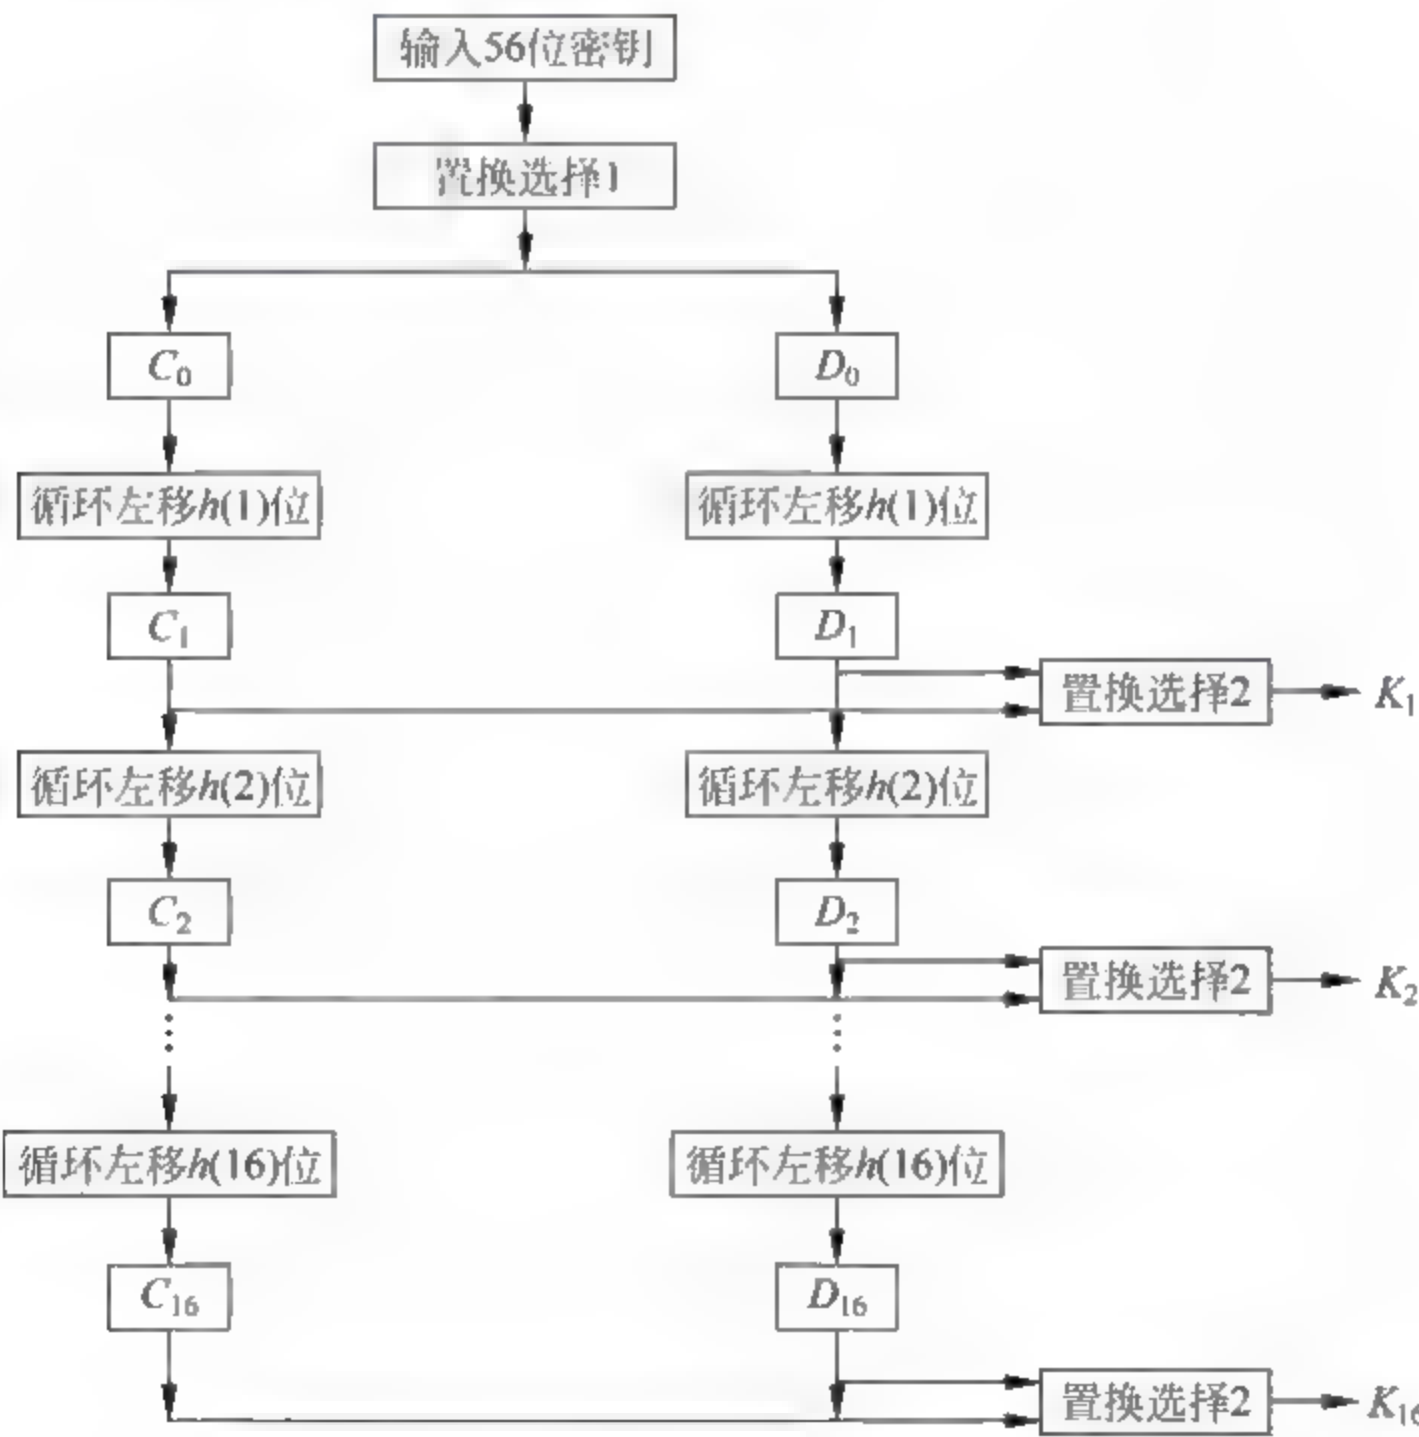 输入56位密钥
置换选择1
C₀
D₀
循环左移h(1)位
循环左移h(1)位
C₁
D₁
置换选择2
K₁
循环左移h(2)位
循环左移h(2)位
C₂
D₂
置换选择2
K₂
循环左移h(16)位
循环左移h(16)位
C₁₆
D₁₆
置换选择2
K₁₆